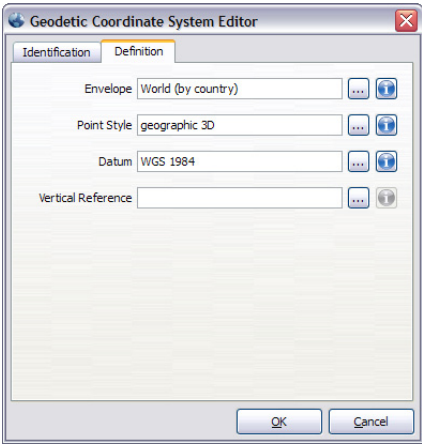 Geodetic Coordinate System Editor
Identification Definition
Envelope World (by country) ...
Point Style geographic 3D ...
Datum WGS 1984 ...
Vertical Reference ...
OK Cancel